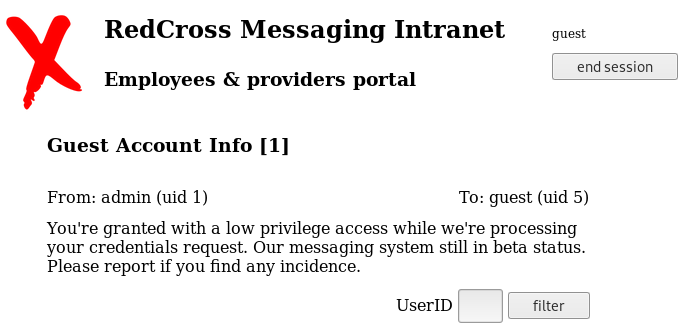 RedCross Messaging Intranet
guest
end session
Employees & providers portal
Guest Account Info [1]
From: admin (uid 1)
To: guest (uid 5)
You're granted with a low privilege access while we're processing
your credentials request. Our messaging system still in beta status.
Please report if you find any incidence.
UserID
filter